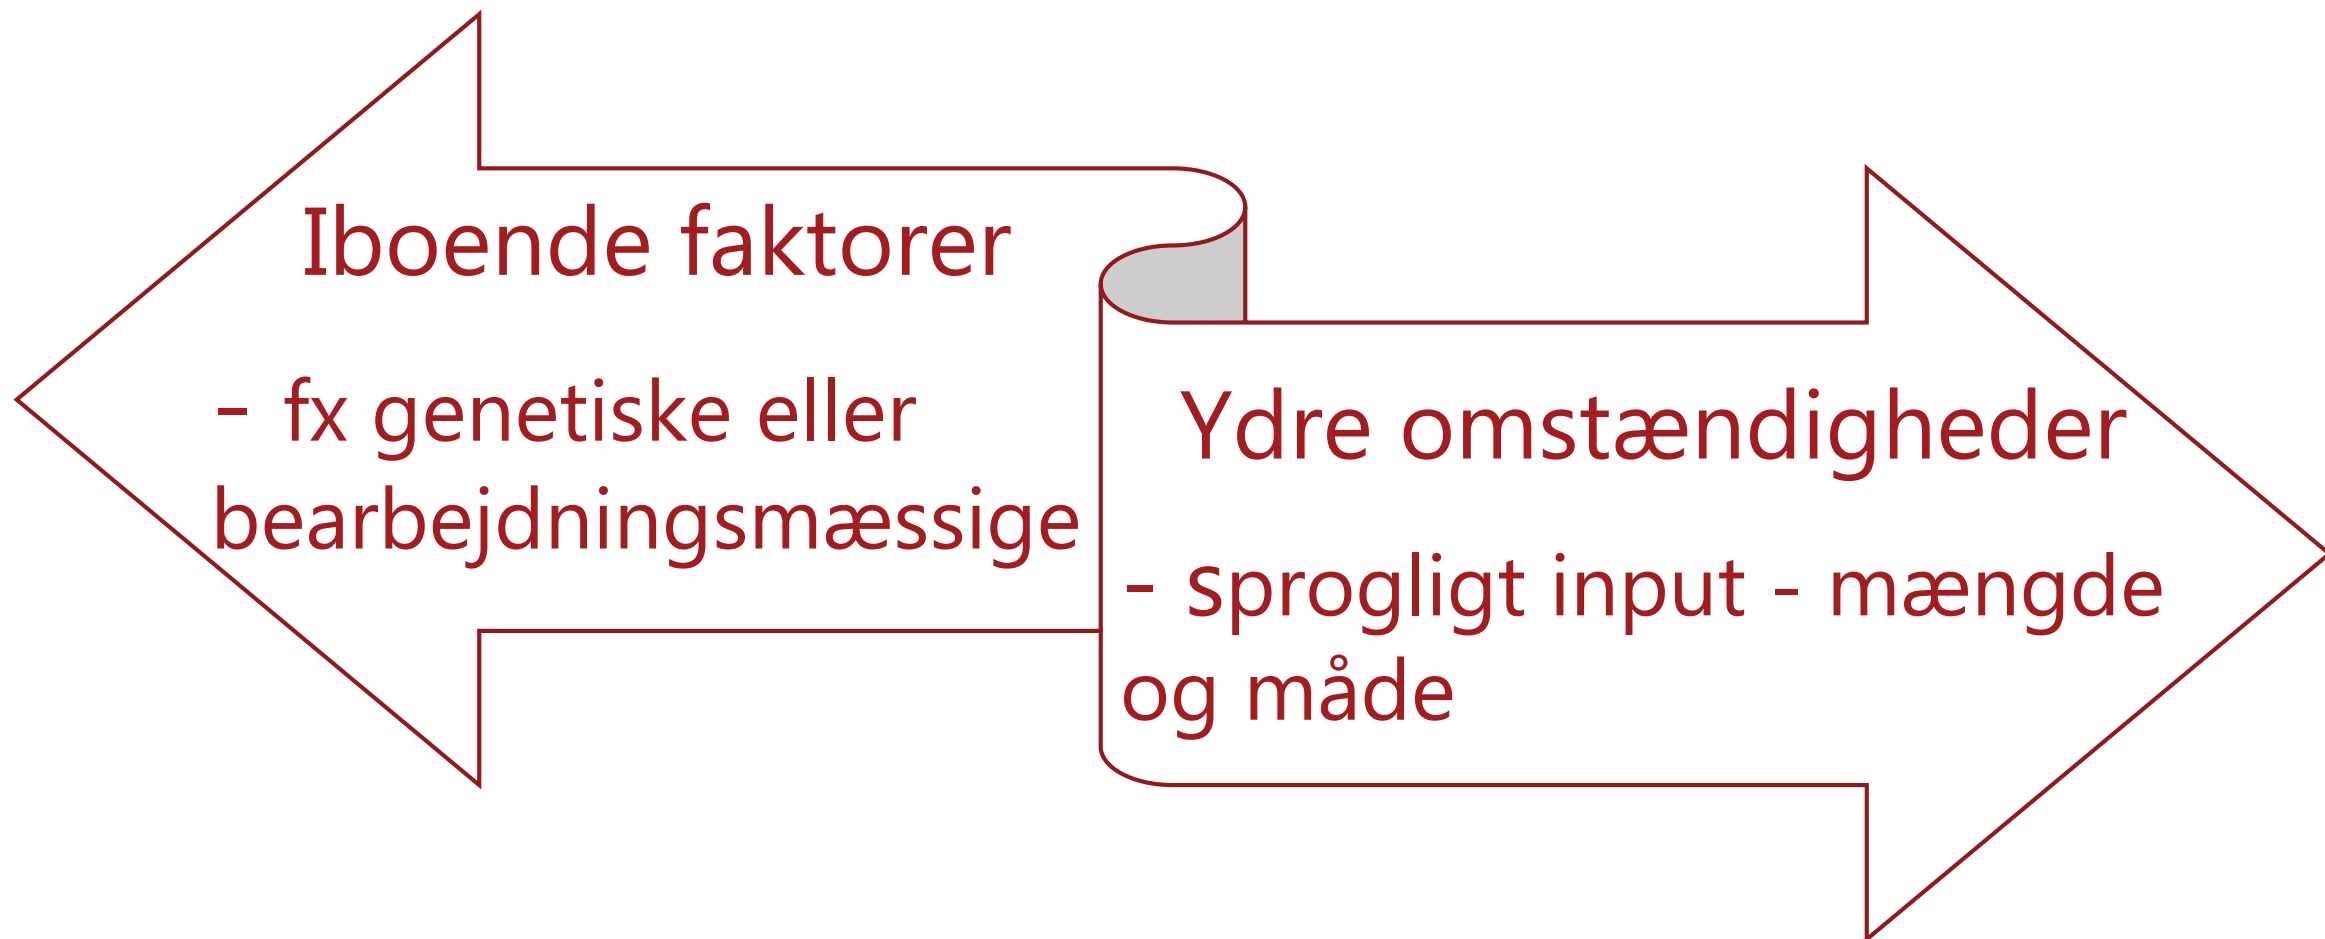 Iboende faktorer
- fx genetiske eller
bearbejdningsmæssige
Ydre omstændigheder
- sprogligt input - mængde
og måde